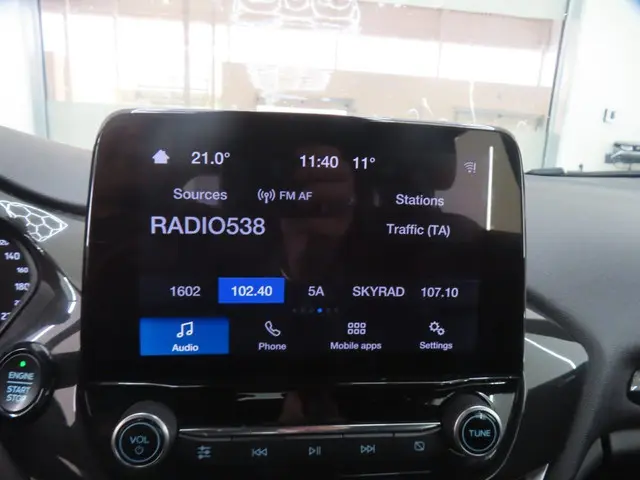 21.0° 11:40 11°
Sources FM AF Stations
RADIO538 Traffic (TA)
1602 102.40 5A SKYRAD 107.10
Audio Phone Mobile apps Settings
140
160
180
ENGINE
START
STOP
VOL
TUNE